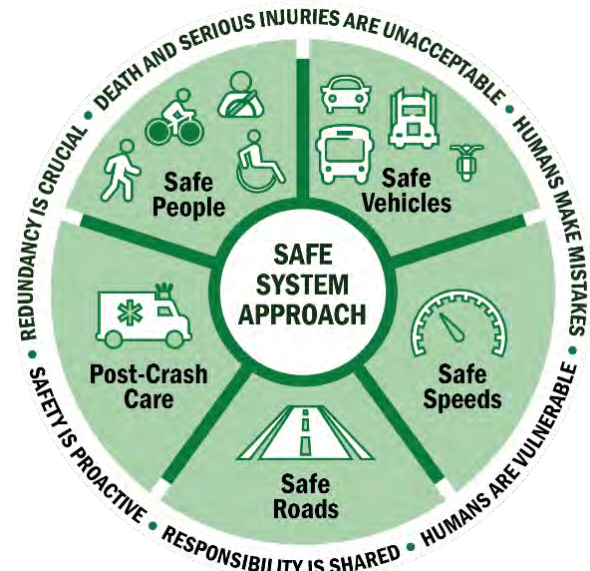 DEATH AND SERIOUS INJURIES ARE UNACCEPTABLE •
HUMANS MAKE MISTAKES •
HUMANS ARE VULNERABLE •
RESPONSIBILITY IS SHARED •
SAFETY IS PROACTIVE •
REDUNDANCY IS CRUCIAL •
Safe
People
Safe
Vehicles
SAFE
SYSTEM
APPROACH
Post-Crash
Care
Safe
Speeds
Safe
Roads